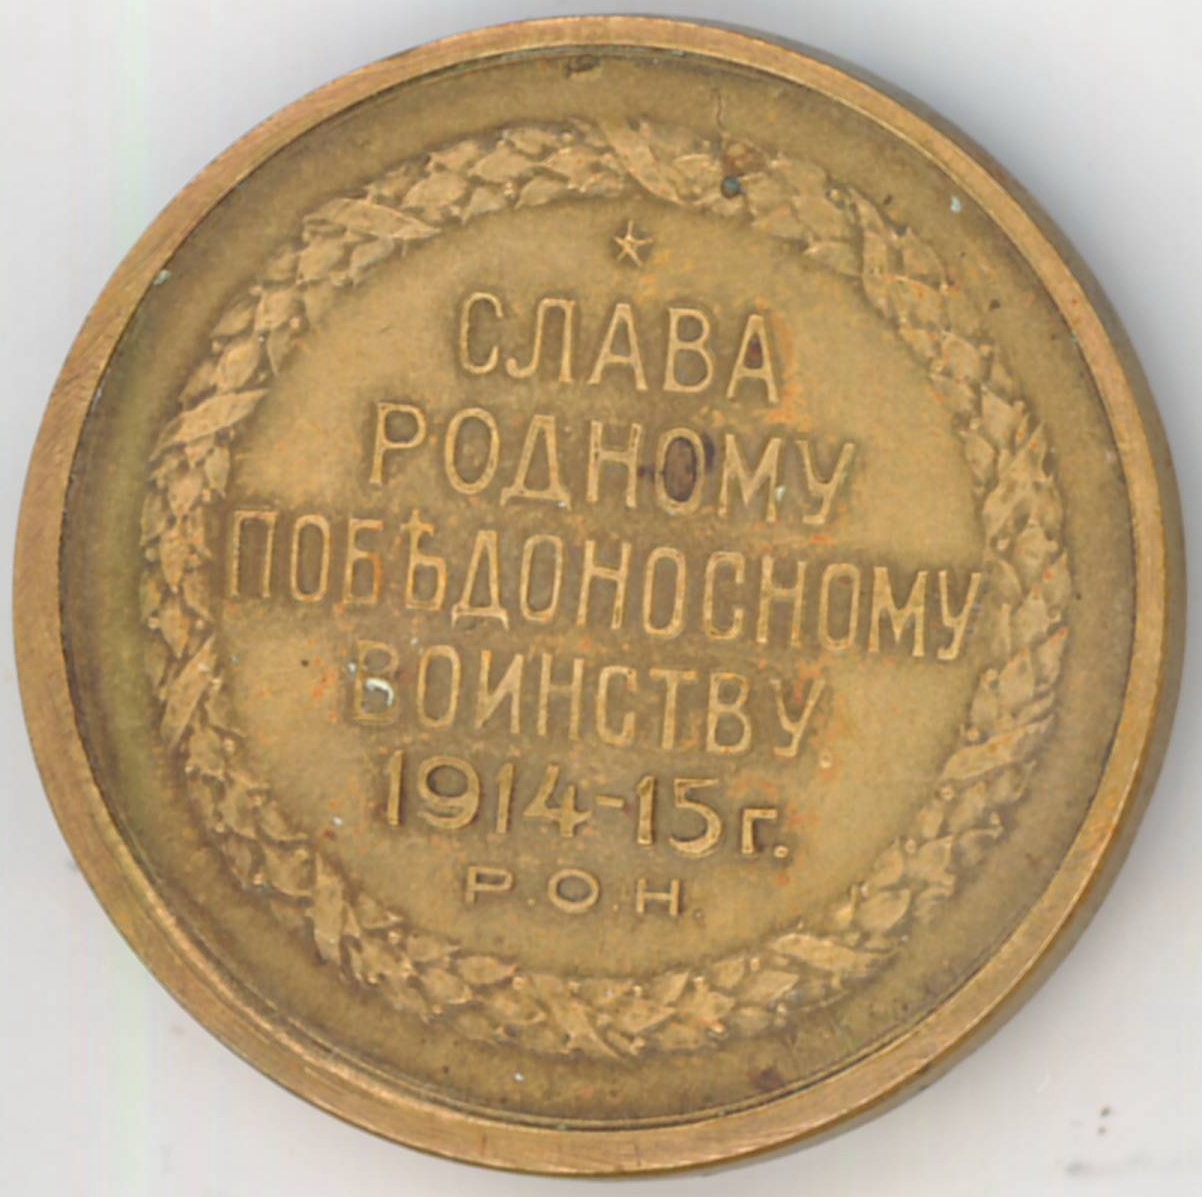 СЛАВА
РОДНОМУ
ПОБѢДОНОСНОМУ
ВОИНСТВУ
1914-15г.
Р.О.Н.